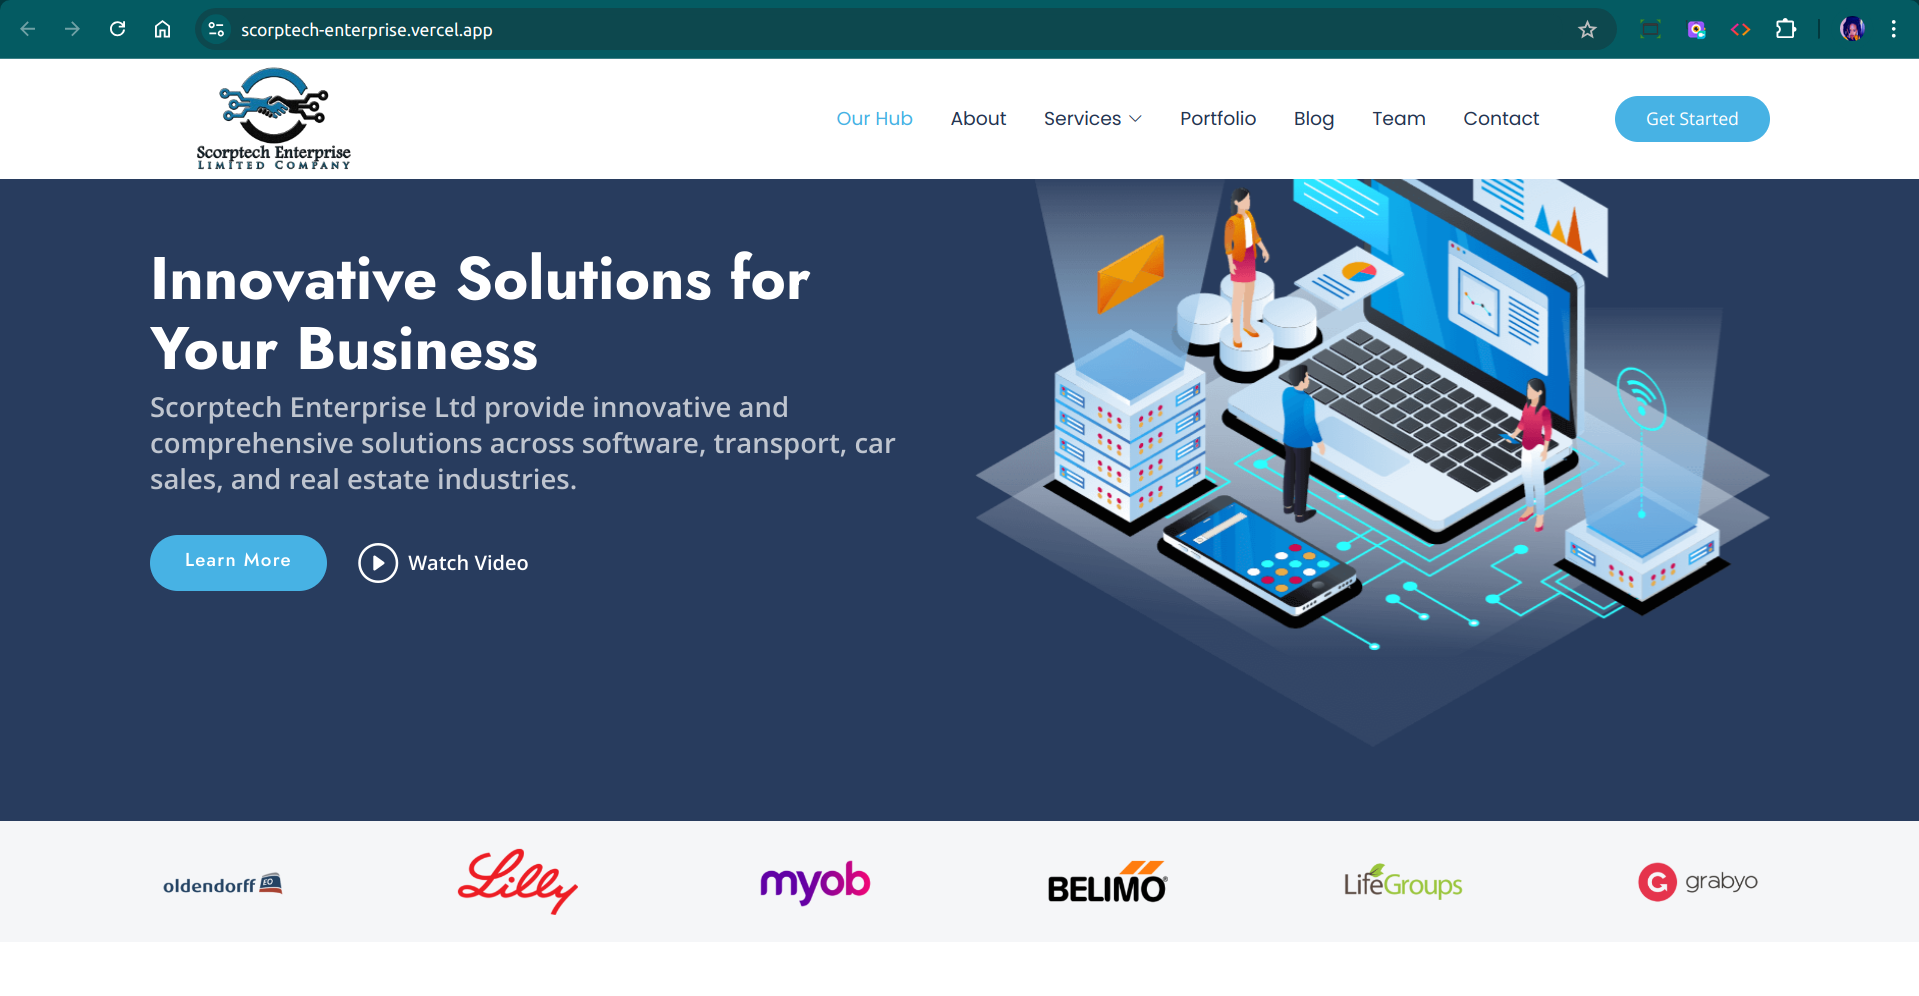 scorptech-enterprise.vercel.app
Scorptech Enterprise
LIMITED COMPANY
Our Hub About Services Portfolio Blog Team Contact Get Started
Innovative Solutions for
Your Business
Scorptech Enterprise Ltd provide innovative and
comprehensive solutions across software, transport, car
sales, and real estate industries.
Learn More Watch Video
oldendorff EO Lilly myob BELIMO® LifeGroups G grabyo